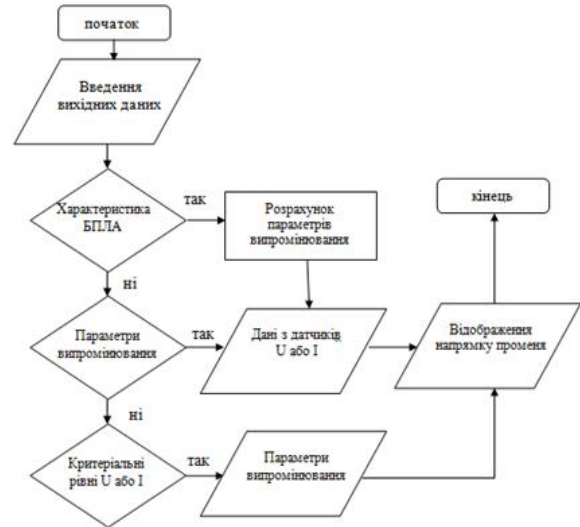 початок
Введення
вихідних даних
Характеристика
БПЛА
так
Розрахунок
параметрів
випромінювання
кінець
ні
Параметри
випромінювання
так
Дані з датчиків
U або I
Відображення
напрямку променя
ні
Критеріальні
рівні U або I
так
Параметри
випромінювання